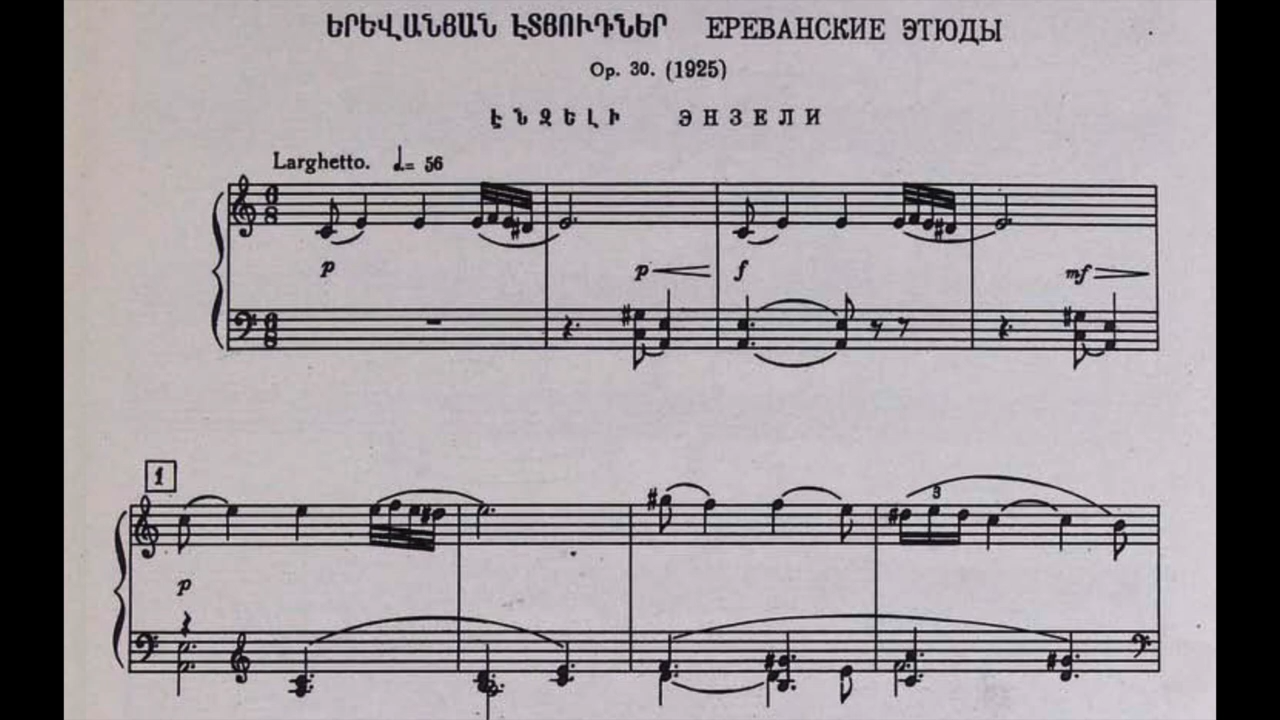 ԵՐԵՎԱՆՅԱՆ ԷՏՅՈՒԴՆԵՐ ЕРЕВАНСКИЕ ЭТЮДЫ
Op. 30. (1925)
ԷՆԶԵԼԻ ЭНЗЕЛИ
Larghetto. ♩= 56
p p f mf
1
3
p